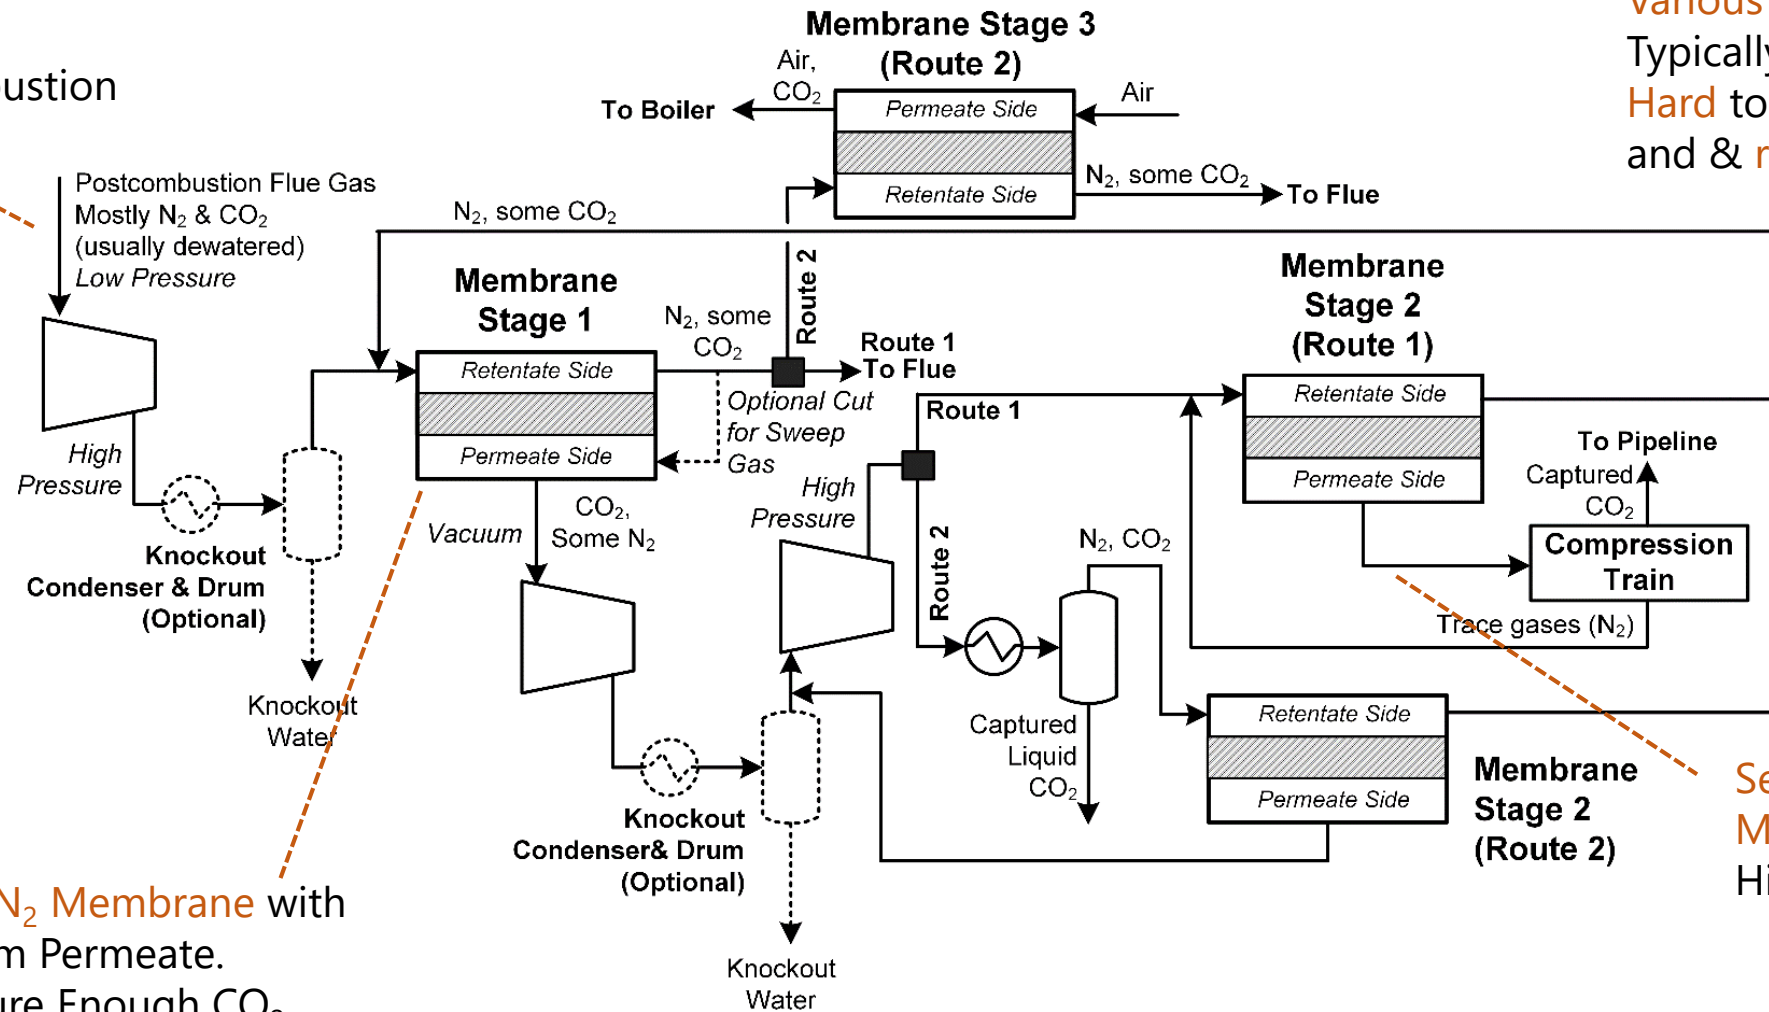 Membrane Stage 3
(Route 2)
Air,
CO₂
To Boiler
Permeate Side
Air
Retentate Side
N₂, some CO₂
To Flue
Various
Typically
Hard to
and &
Postcombustion Flue Gas
Mostly N₂ & CO₂
(usually dewatered)
Low Pressure
N₂, some CO₂
Membrane
Stage 1
N₂, some
CO₂
Route 2
Route 1
To Flue
Retentate Side
Permeate Side
Optional Cut
for Sweep
Gas
High
Pressure
Knockout
Condenser & Drum
(Optional)
Knockout
Water
Vacuum
CO₂,
Some N₂
High
Pressure
Route 1
Route 2
Knockout
Condenser& Drum
(Optional)
Knockout
Water
N₂, CO₂
Captured
Liquid
CO₂
Membrane
Stage 2
(Route 1)
Retentate Side
Permeate Side
To Pipeline
Captured
CO₂
Compression
Train
Trace gases (N₂)
Retentate Side
Permeate Side
Membrane
Stage 2
(Route 2)
N₂ Membrane with
Permeate.
Enough CO₂